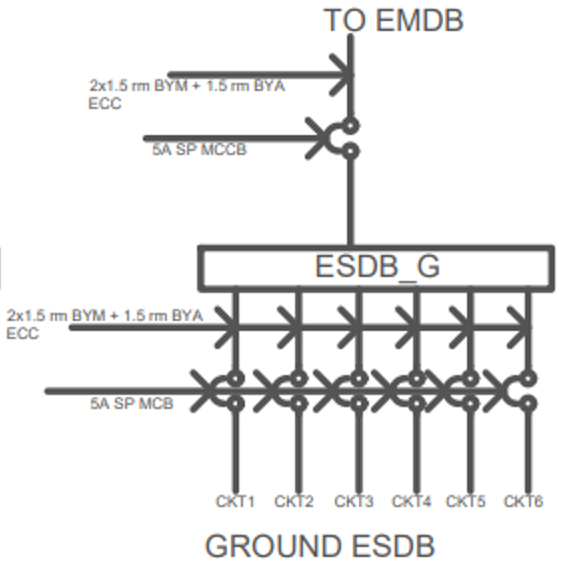 TO EMDB
2x1.5 rm BYM + 1.5 rm BYA
ECC
5A SP MCCB
ESDB_G
2x1.5 rm BYM + 1.5 rm BYA
ECC
5A SP MCB
CKT1 CKT2 CKT3 CKT4 CKT5 CKT6
GROUND ESDB